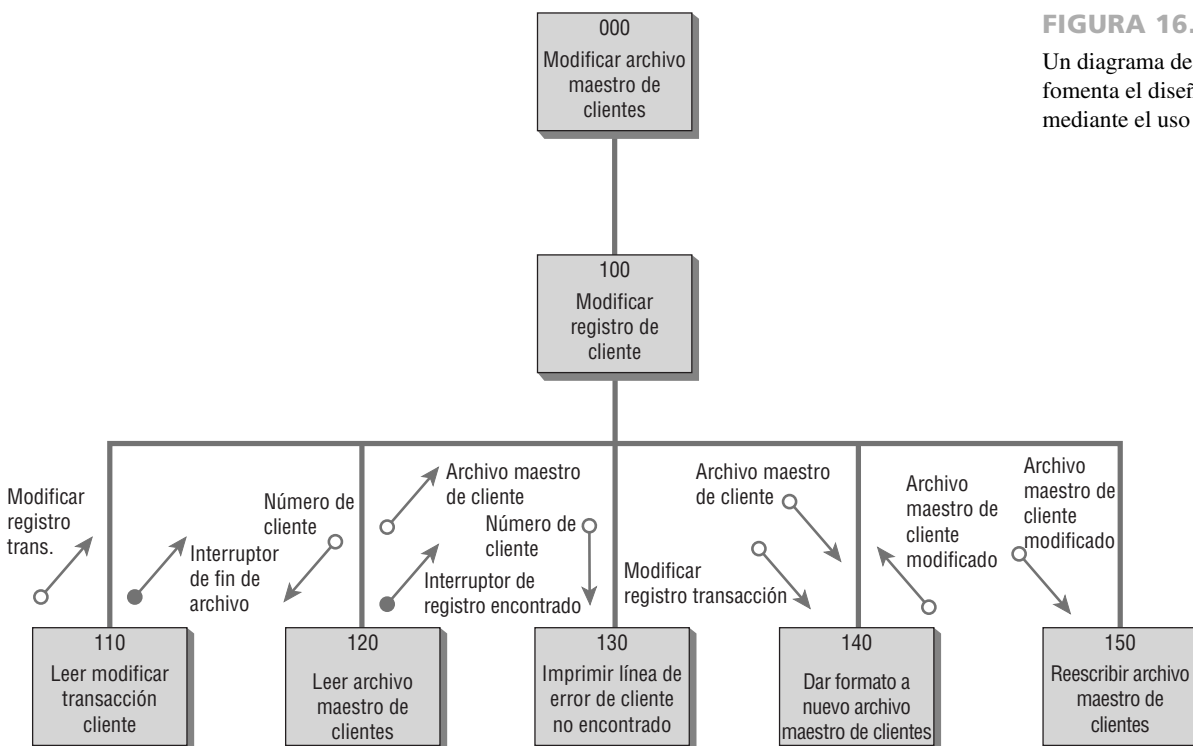 000
Modificar archivo
maestro de
clientes
FIGURA 16.
Un diagrama de
fomenta el diseñ
mediante el uso
100
Modificar
registro de
cliente
Modificar
registro
trans.
Interruptor
de fin de
archivo
Número de
cliente
Archivo maestro
de cliente
Interruptor de
registro encontrado
Número de
cliente
Modificar
registro transacción
Archivo maestro
de cliente
Archivo
maestro de
cliente
modificado
Archivo
maestro de
cliente
modificado
110
Leer modificar
transacción
cliente
120
Leer archivo
maestro de
clientes
130
Imprimir línea de
error de cliente
no encontrado
140
Dar formato a
nuevo archivo
maestro de clientes
150
Reescribir archivo
maestro de
clientes